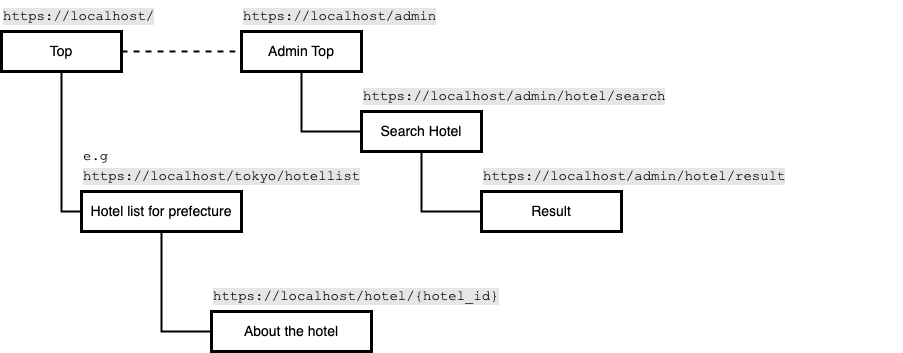 https://localhost/
https://localhost/admin
Top
Admin Top
https://localhost/admin/hotel/search
Search Hotel
e.g
https://localhost/tokyo/hotellist
https://localhost/admin/hotel/result
Hotel list for prefecture
Result
https://localhost/hotel/{hotel_id}
About the hotel